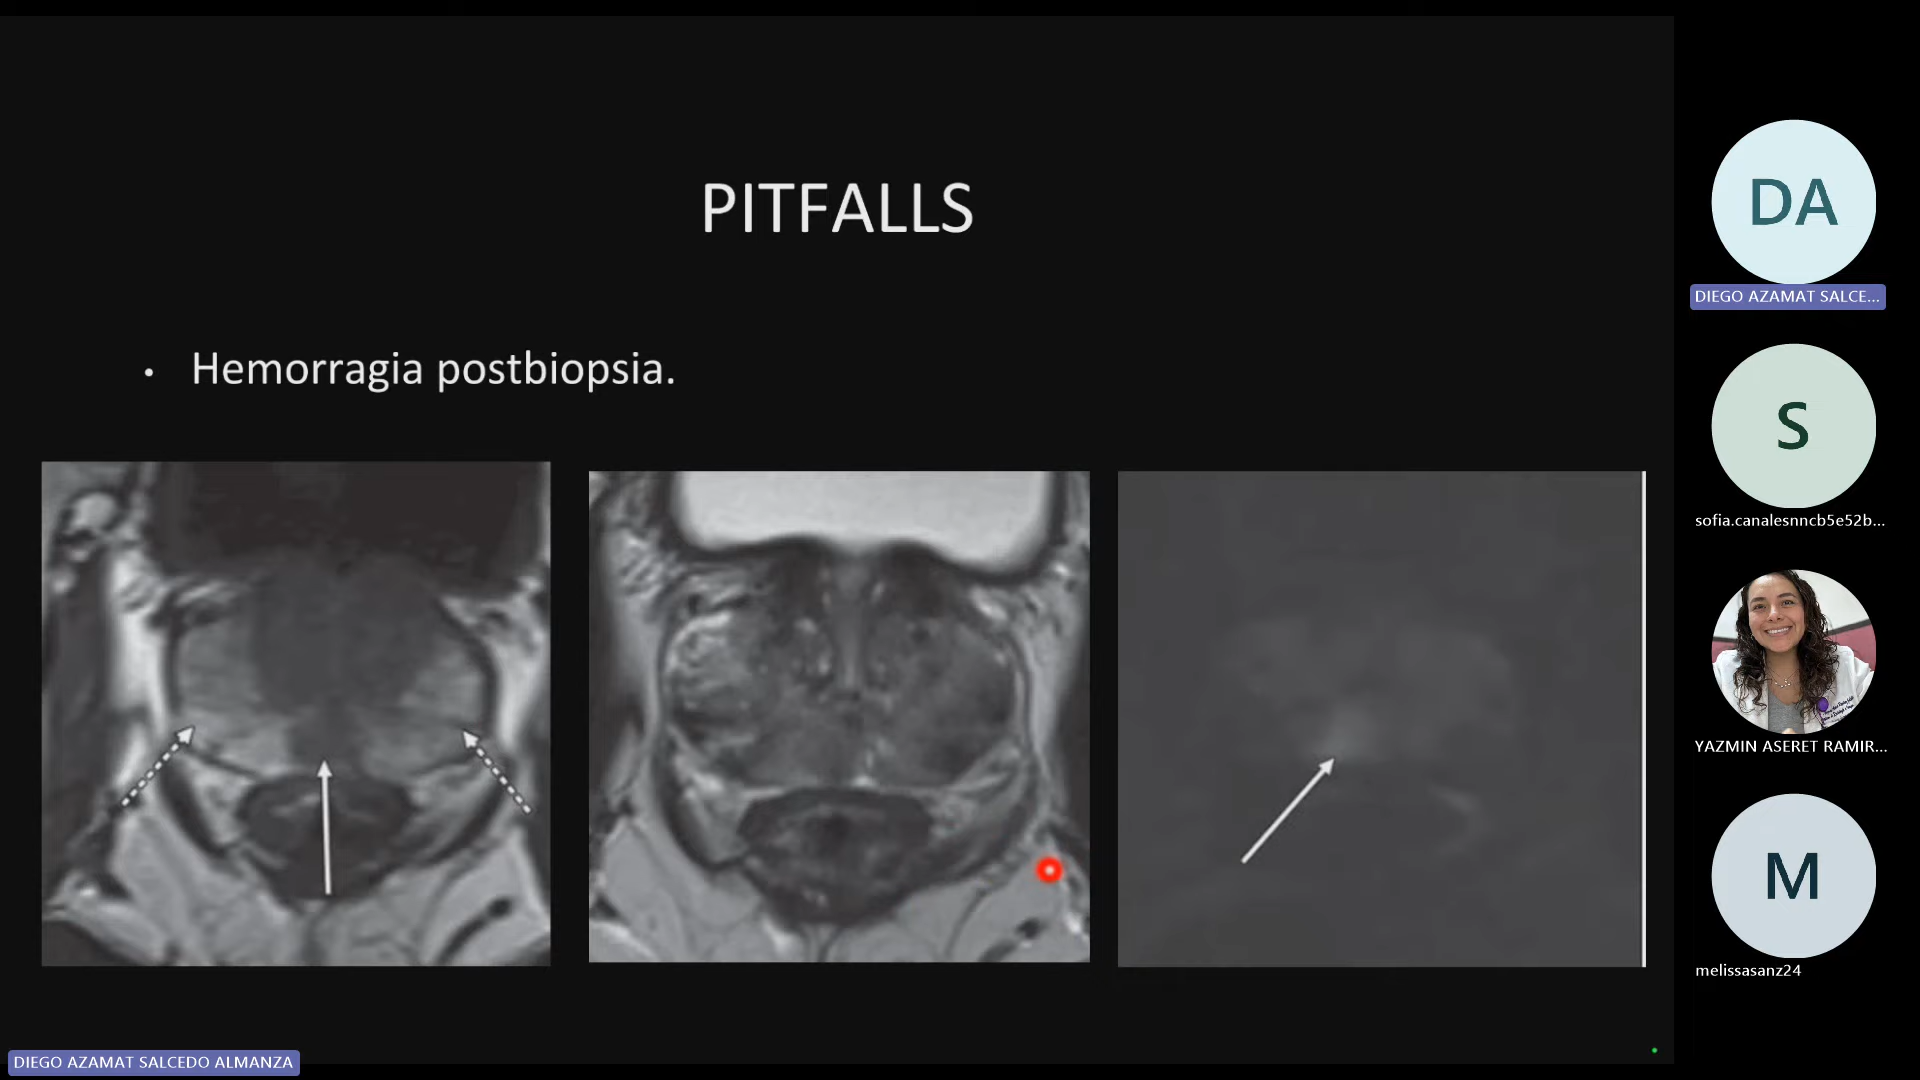 PITFALLS
• Hemorragia postbiopsia.
DA
DIEGO AZAMAT SALCE...
S
sofia.canalesnncb5e52b...
YAZMIN ASERET RAMIR...
M
melissasanz24
DIEGO AZAMAT SALCEDO ALMANZA